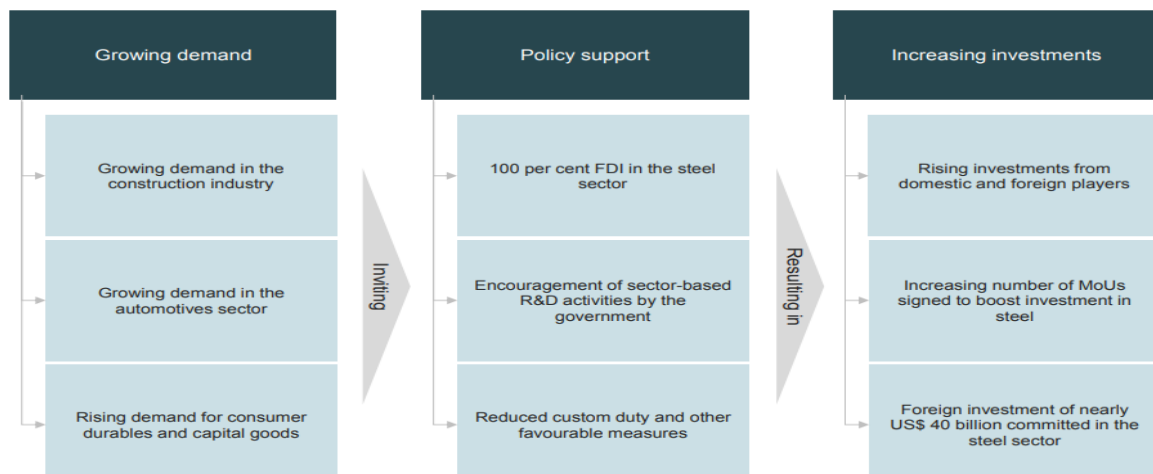 Growing demand
Growing demand in the
construction industry
Growing demand in the
automotives sector
Rising demand for consumer
durables and capital goods
Inviting
Policy support
100 per cent FDI in the steel
sector
Encouragement of sector-based
R&D activities by the
government
Reduced custom duty and other
favourable measures
Resulting in
Increasing investments
Rising investments from
domestic and foreign players
Increasing number of MoUs
signed to boost investment in
steel
Foreign investment of nearly
US$ 40 billion committed in the
steel sector